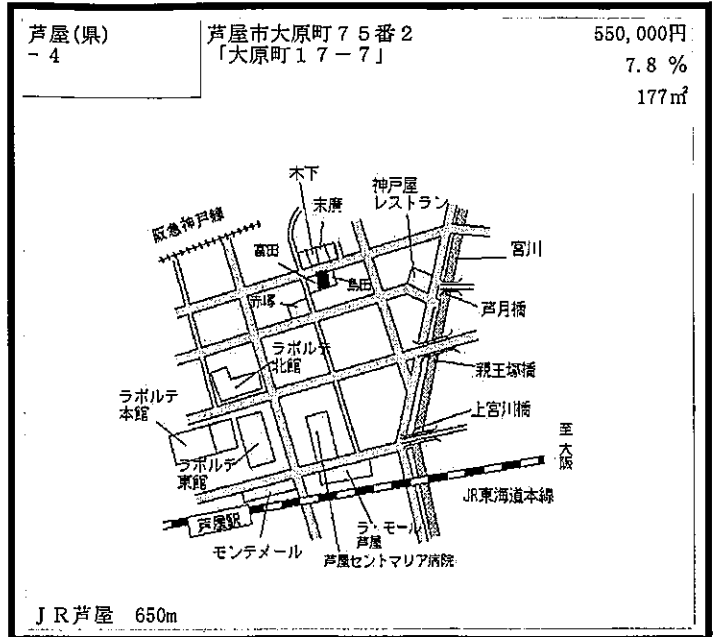 芦屋(県)
- 4
芦屋市大原町75番2
「大原町17-7」
550,000円
7.8 %
177㎡
木下
末廣
神戸屋
レストラン
阪急神戸線
富田
島田
宮川
赤塚
芦月橋
ラポルテ
北館
親王塚橋
ラポルテ
本館
上宮川橋
ラポルテ
東館
至大阪
JR東海道本線
芦屋駅
モンテメール
ラ・モール
芦屋
芦屋セントマリア病院
JR芦屋 650m